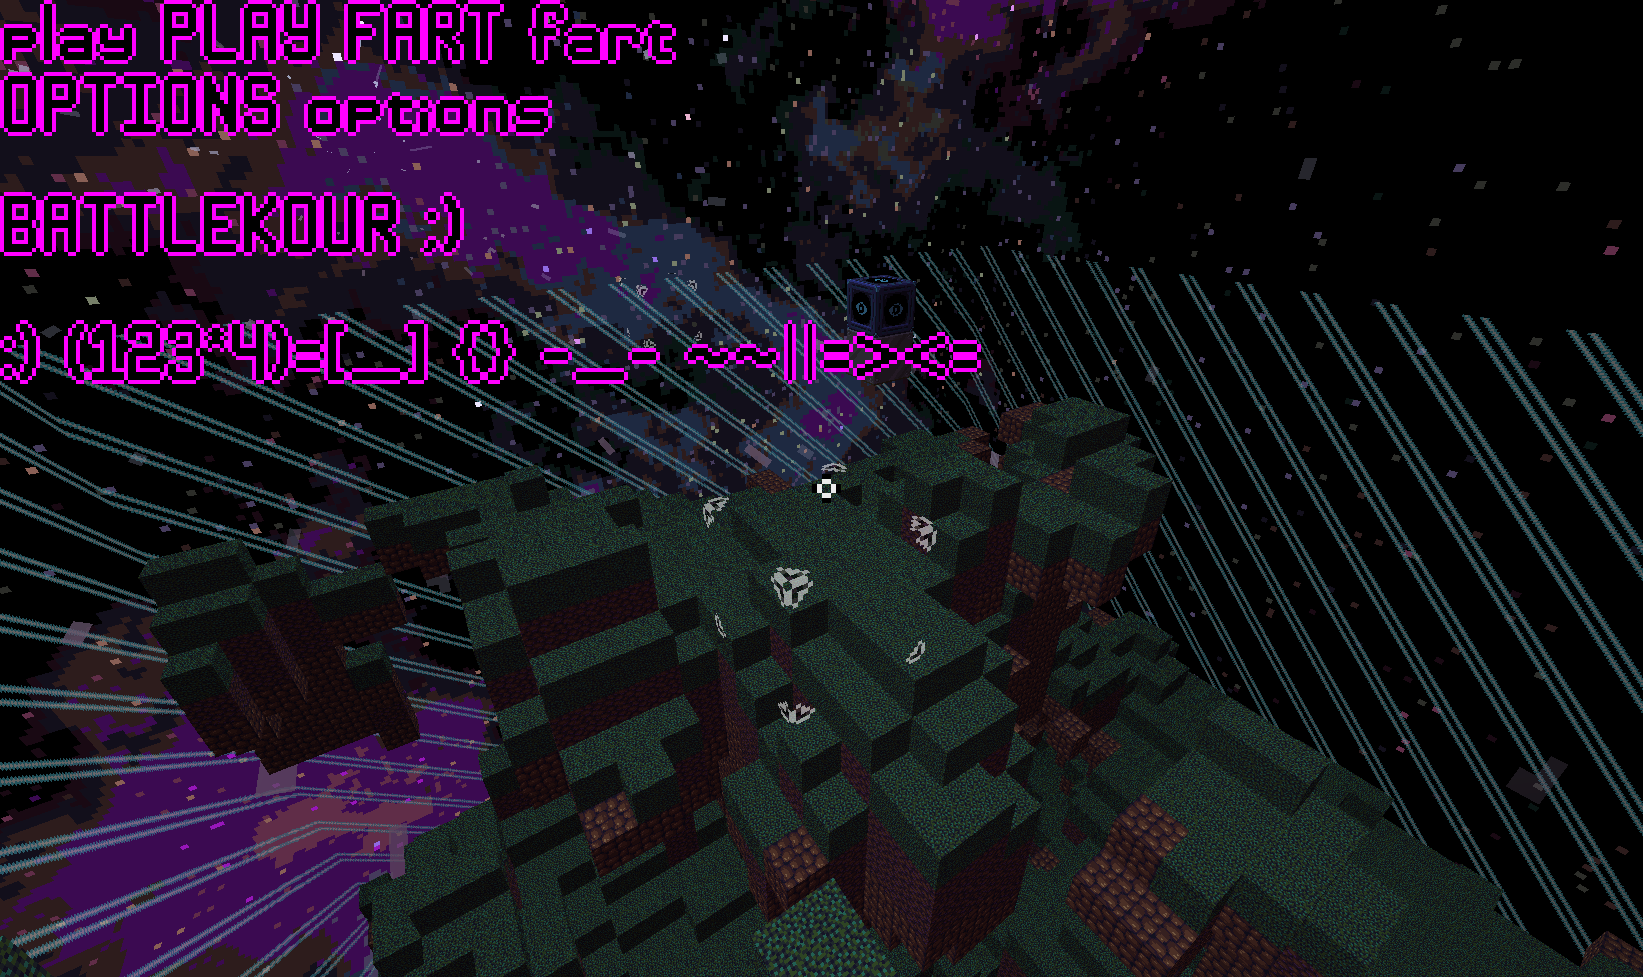 play PLAY FART fart
OPTIONS options
BATTLEKOUR ;)
:) (123*4)=[_] {} -_ - ~~||=><=